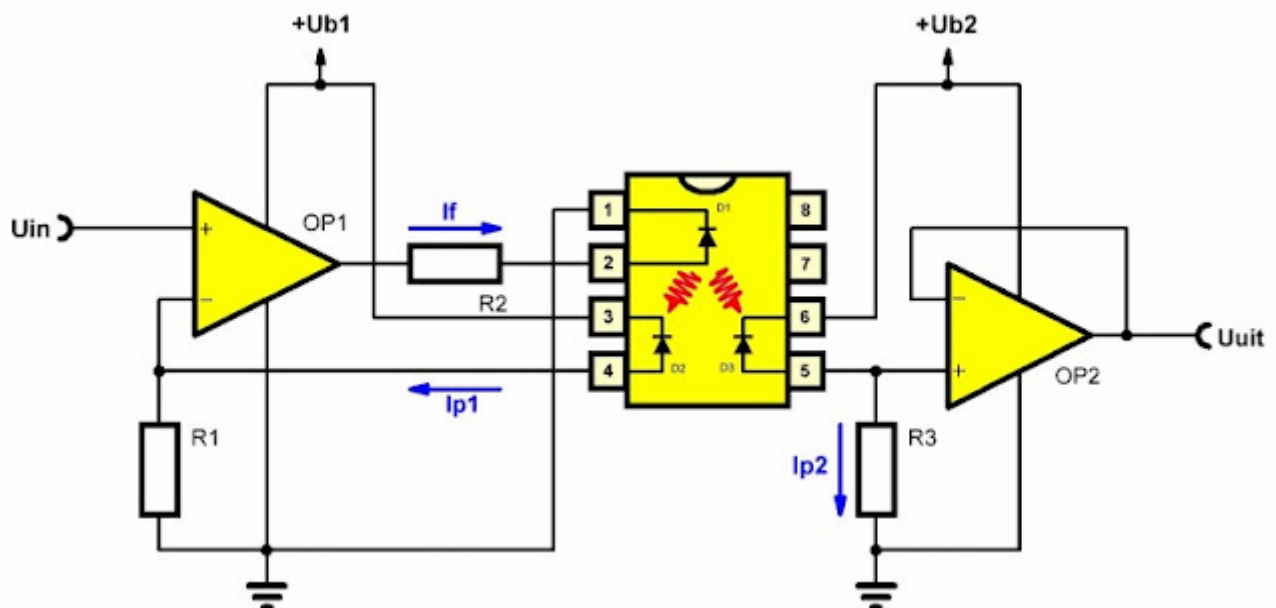 +Ub1
+Ub2
Uin
+
−
OP1
If
R2
1
2
3
4
D1
D2
D3
8
7
6
5
−
+
OP2
Uuit
Ip1
R1
Ip2
R3